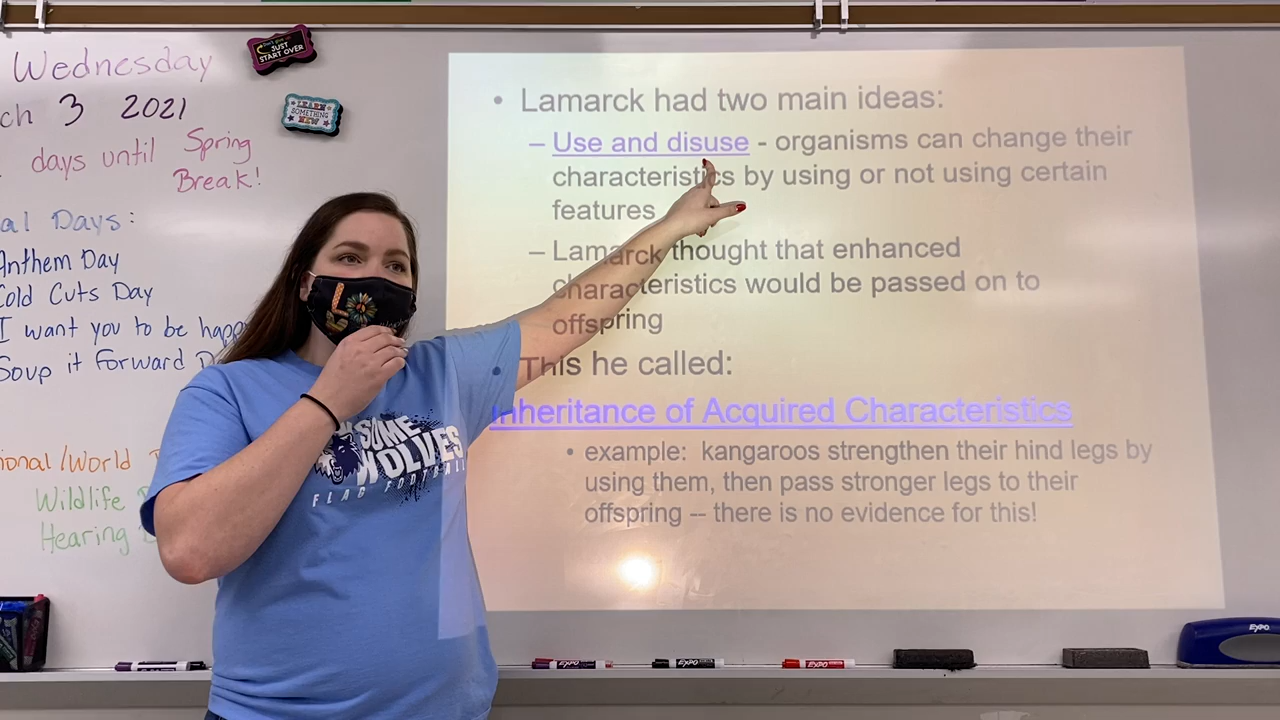 Wednesday
ch 3 2021
days until Spring
Break!
al Days:
Anthem Day
Cold Cuts Day
I want you to be happ
Soup it Forward D
ional/World
Wildlife
Hearing
JUST
START OVER
LEARN
SOMETHING
NEW
• Lamarck had two main ideas:
– Use and disuse - organisms can change their
characteristics by using or not using certain
features
– Lamarck thought that enhanced
characteristics would be passed on to
offspring
• This he called:
Inheritance of Acquired Characteristics
• example: kangaroos strengthen their hind legs by
using them, then pass stronger legs to their
offspring -- there is no evidence for this!
SOME
WOLVES
FLAG FOOTBALL
EXPO
EXPO
EXPO
EXPO